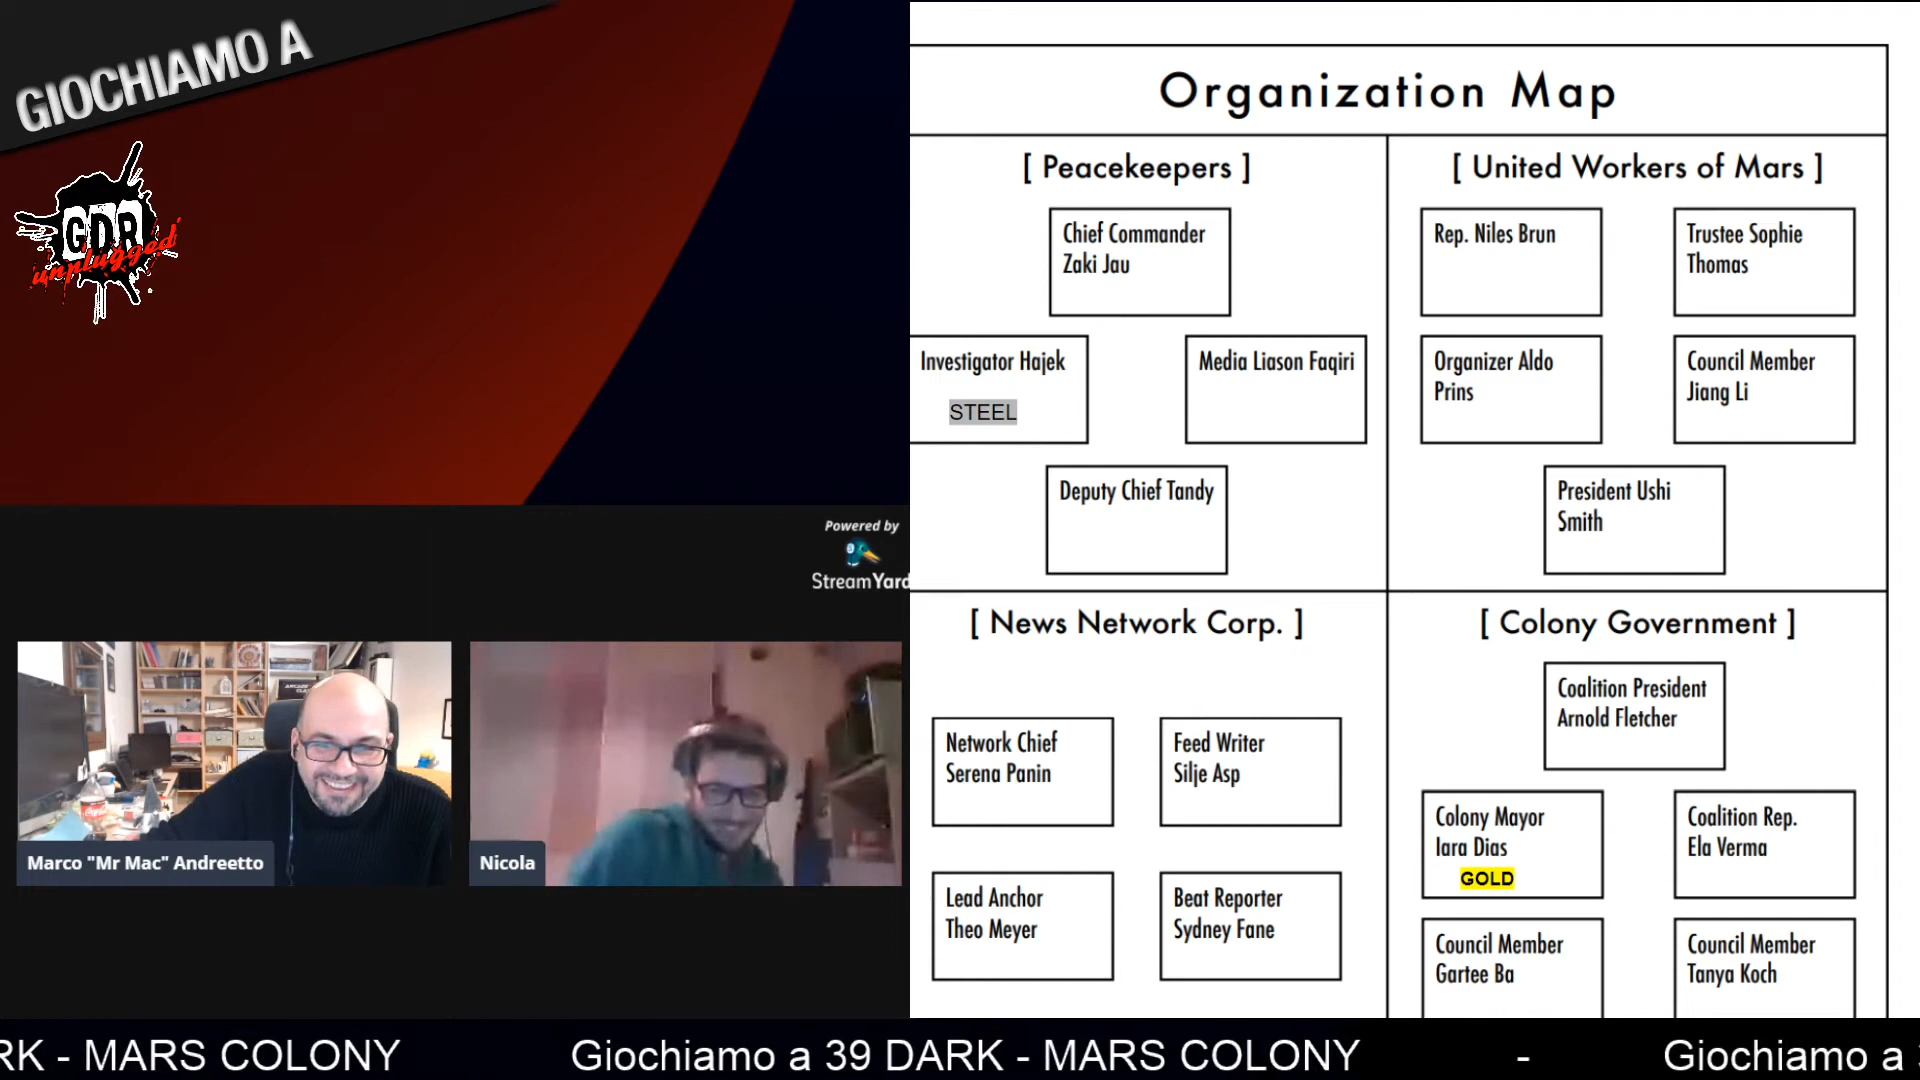 GIOCHIAMO A
GDR
unplugged
Powered by
StreamYard
Marco "Mr Mac" Andreetto
Nicola
Organization Map
[ Peacekeepers ]
Chief Commander
Zaki Jau
Investigator Hajek
STEEL
Media Liason Faqiri
Deputy Chief Tandy
[ United Workers of Mars ]
Rep. Niles Brun
Trustee Sophie
Thomas
Organizer Aldo
Prins
Council Member
Jiang Li
President Ushi
Smith
[ News Network Corp. ]
Network Chief
Serena Panin
Feed Writer
Silje Asp
Lead Anchor
Theo Meyer
Beat Reporter
Sydney Fane
[ Colony Government ]
Coalition President
Arnold Fletcher
Colony Mayor
Iara Dias
GOLD
Coalition Rep.
Ela Verma
Council Member
Gartee Ba
Council Member
Tanya Koch
RK - MARS COLONY Giochiamo a 39 DARK - MARS COLONY - Giochiamo a